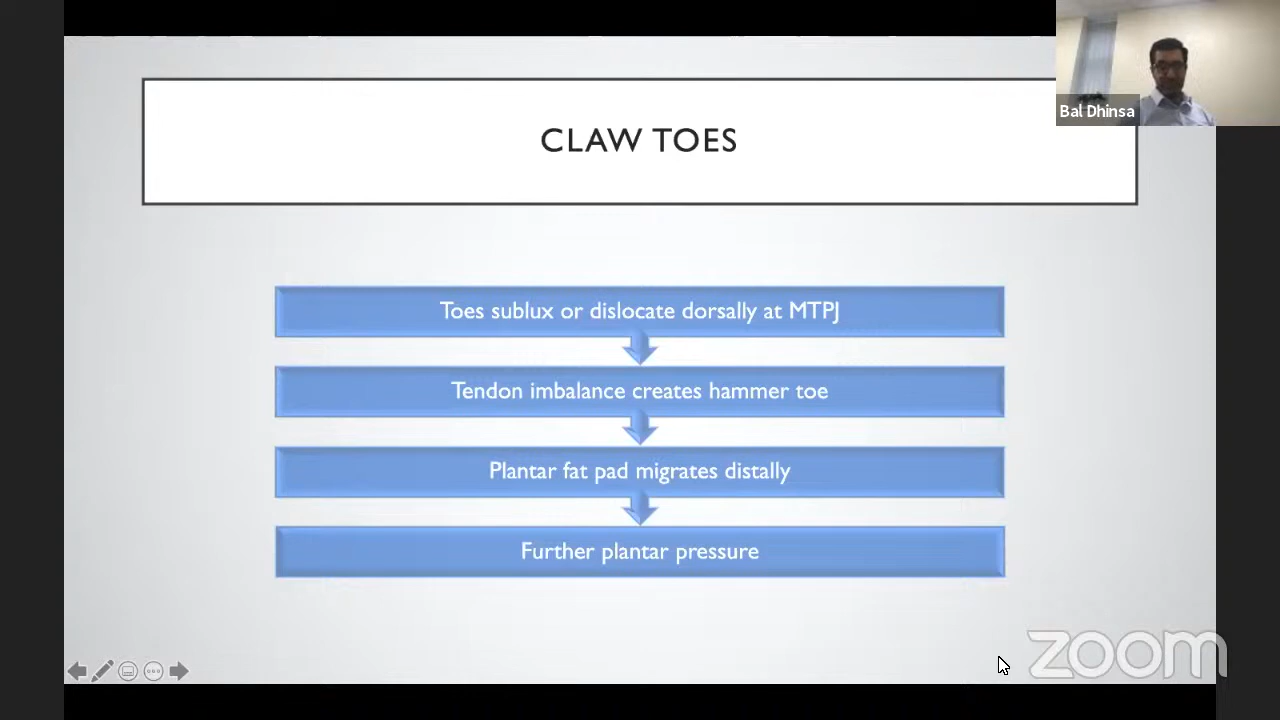 Bal Dhinsa
CLAW TOES
Toes sublux or dislocate dorsally at MTPJ
Tendon imbalance creates hammer toe
Plantar fat pad migrates distally
Further plantar pressure
zoom